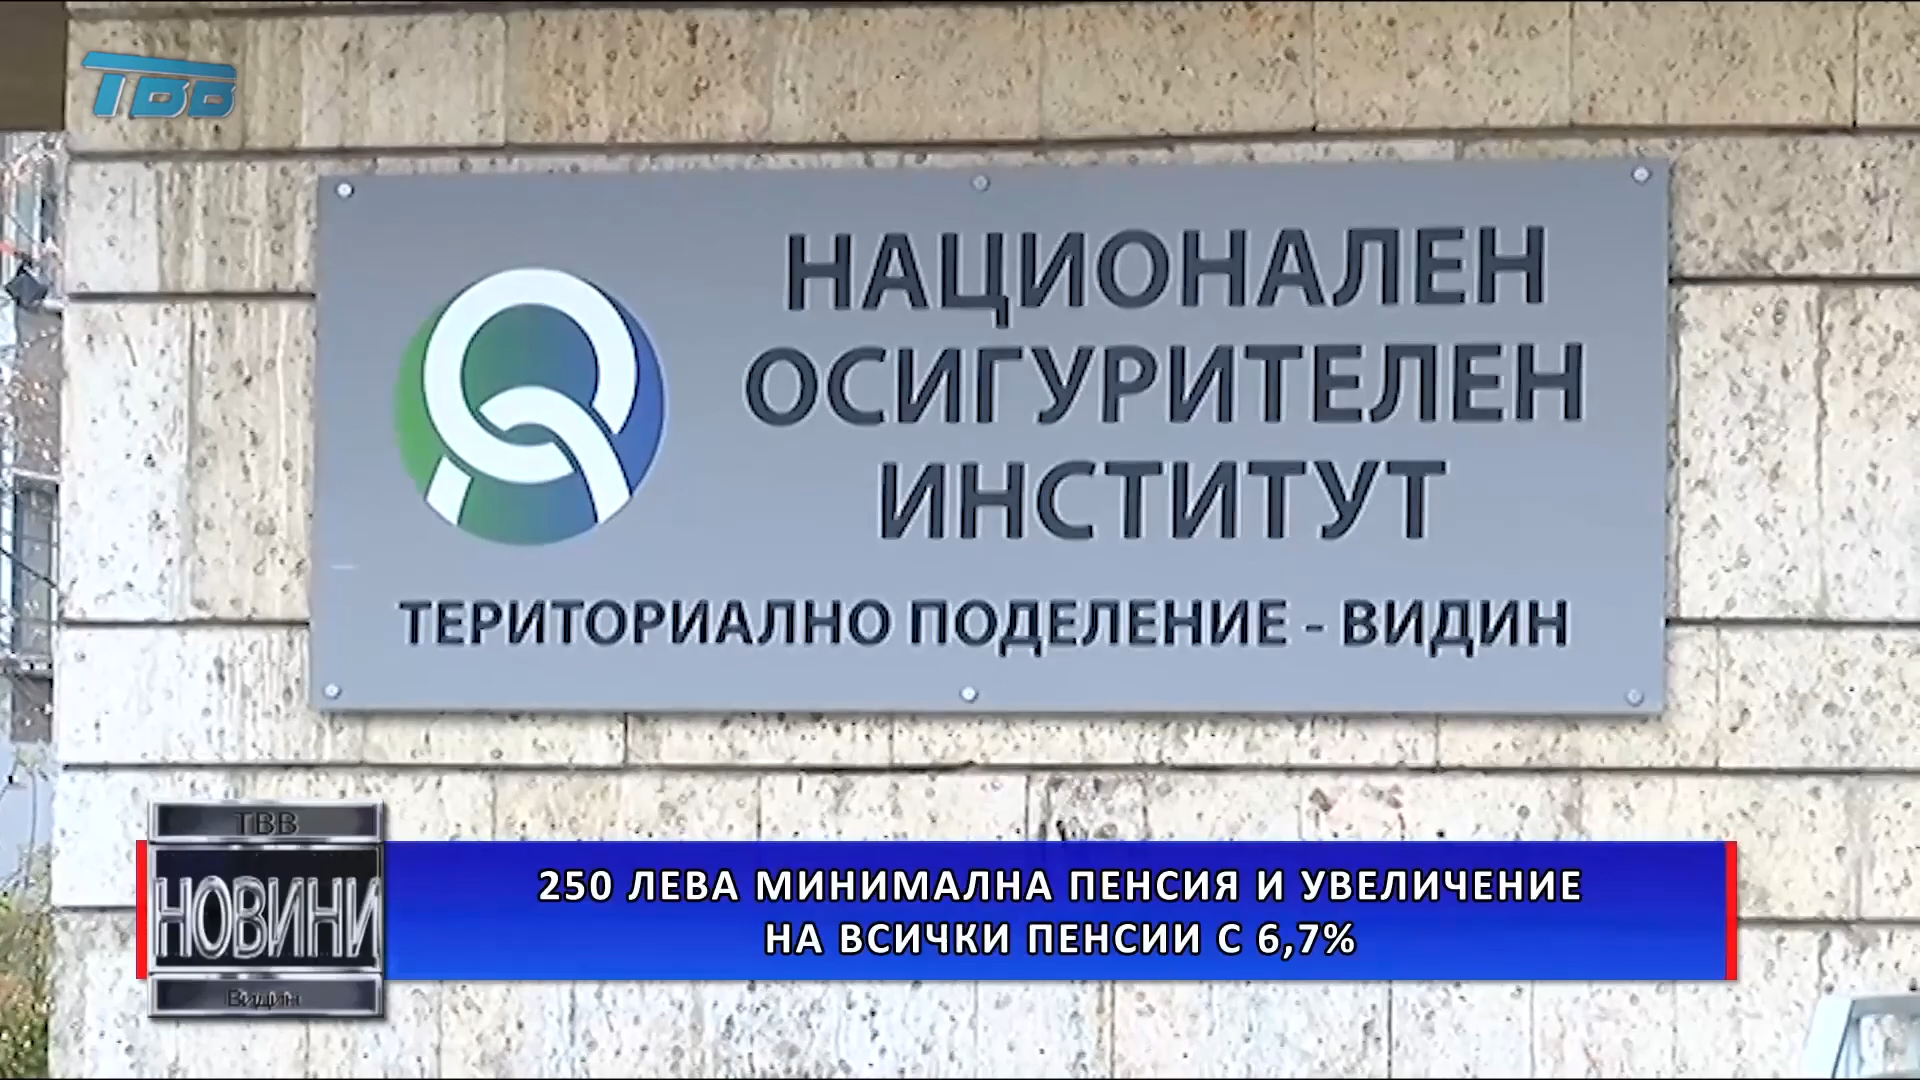 ТВВ
НАЦИОНАЛЕН
ОСИГУРИТЕЛЕН
ИНСТИТУТ
ТЕРИТОРИАЛНО ПОДЕЛЕНИЕ - ВИДИН
ТВВ
НОВИНИ
Видин
250 ЛЕВА МИНИМАЛНА ПЕНСИЯ И УВЕЛИЧЕНИЕ
НА ВСИЧКИ ПЕНСИИ С 6,7%